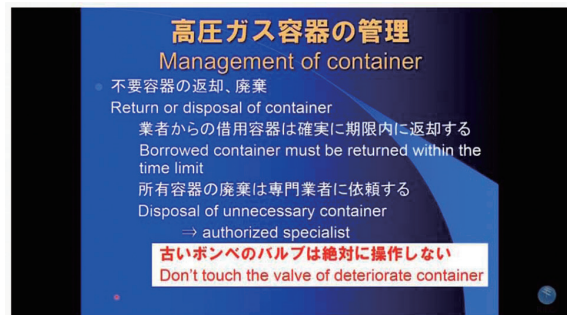 高圧ガス容器の管理
Management of container
不要容器の返却、廃棄
Return or disposal of container
業者からの借用容器は確実に期限内に返却する
Borrowed container must be returned within the
time limit
所有容器の廃棄は専門業者に依頼する
Disposal of unnecessary container
⇒ authorized specialist
古いボンベのバルブは絶対に操作しない
Don't touch the valve of deteriorate container